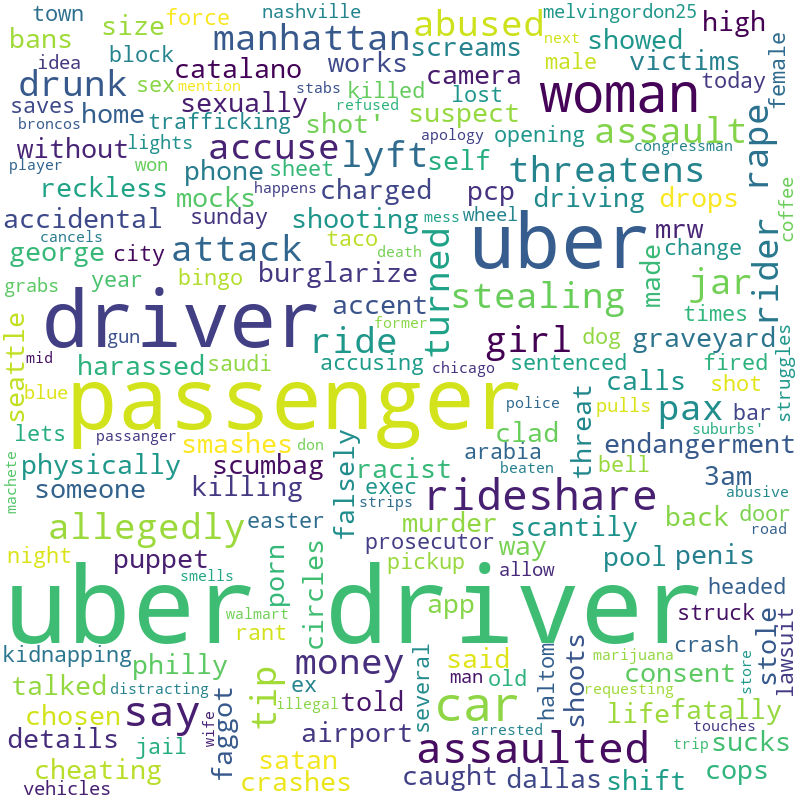 town
force
nashville
melvingordon25
bans
size
abused
high
idea
block
manhattan
screams
next
showed
female
drunk
sex
mention
catalano
works
male
victims
camera
woman
today
saves
home
sexually
stabs
killed
lost
broncos
trafficking
shot'
refused
suspect
assault
rape
without
lights
accuse
lyft
apology
opening
congressman
player
won
phone
sheet
self
threatens
coffee
reckless
mocks
happens
charged
pcp
driving
drops
accidental
sunday
shooting
mess
wheel
mrw
rider
cancels
george
city
attack
taco
death
turned
uber
change
grabs
year
bingo
burglarize
made
jar
driver
gun
accent
former
stealing
times
seattle
mid
ride
girl
dog
graveyard
harassed
saudi
accusing
chicago
sentenced
fired
struggles
blue
passenger
police
threat
calls
shot
lets
passanger
don
clad
pulls
pax
bar
suburbs'
smashes
falsely
arabia
endangerment
physically
scumbag
racist
beaten
bell
machete
someone
killing
strips
exec
rideshare
3am
abusive
allegedly
easter
murder
scantily
back
door
road
night
puppet
porn
circles
prosecutor
way
pickup
allow
pool
penis
smells
uber driver
app
headed
walmart
rant
struck
stole
lawsuit
kidnapping
philly
tip
money
said
haltom
shoots
marijuana
crash
talked
distracting
ex
man
old
consent
store
chosen
say
faggot
illegal
told
several
car
requesting
life
fatally
details
wife
airport
arrested
touches
jail
satan
assaulted
trip
sucks
cheating
crashes
caught
dallas
shift
cops
vehicles